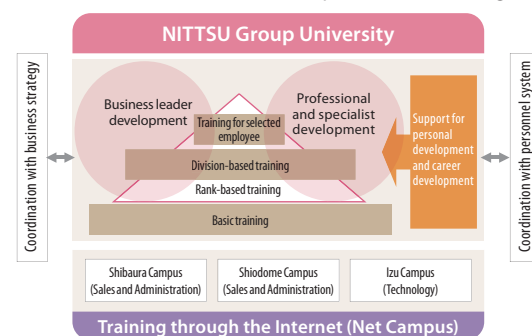 NITTSU Group University
Coordination with business strategy
Business leader
development
Professional
and specialist
development
Training for selected
employee
Division-based training
Rank-based training
Basic training
Support for
personal
development
and career
development
Coordination with personnel system
Shibaura Campus
(Sales and Administration)
Shiodome Campus
(Sales and Administration)
Izu Campus
(Technology)
Training through the Internet (Net Campus)